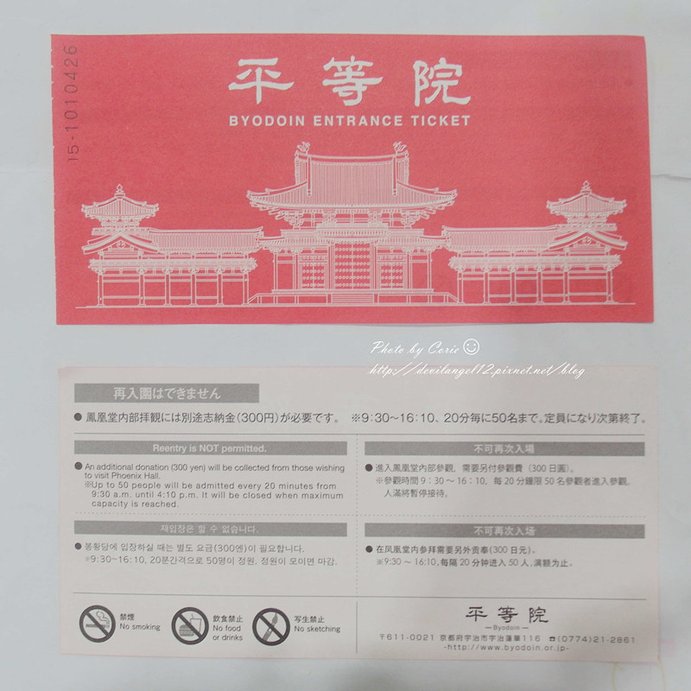 15-1010426
平等院
BYODOIN ENTRANCE TICKET
Photo by Coric
http://devilangel12.pixnet.net/blog
再入園はできません
● 鳳凰堂内部拝観には別途志納金(300円)が必要です。 ※9:30～16:10、20分毎に50名まで。定員になり次第終了。
Reentry is NOT permitted.
● An additional donation (300 yen) will be collected from those wishing
to visit Phoenix Hall.
※Up to 50 people will be admitted every 20 minutes from
9:30 a.m. until 4:10 p.m. It will be closed when maximum
capacity is reached.
不可再次入場
● 進入鳳凰堂內部參觀，需要另付參觀費（300 日圓）。
※參觀時間 9：30 ～ 16：10，每 20 分鐘限 50 名參觀者進入參觀，
人滿將暫停接待。
재입장은 할 수 없습니다.
● 봉황당에 입장하실 때는 별도 요금(300엔)이 필요합니다.
※9:30～16:10, 20분간격으로 50명이 정원. 정원이 모이면 마감.
不可再次入场
● 在凤凰堂内参拜需要另外贡奉（300 日元）。
※9:30 ～ 16:10，每隔 20 分钟进入 50 人，满额为止。
禁煙
No smoking
飲食禁止
No food
or drinks
写生禁止
No sketching
平等院
—Byodoin—
〒611-0021 京都府宇治市宇治蓮華116 ☎(0774)21-2861
-http://www.byodoin.or.jp-